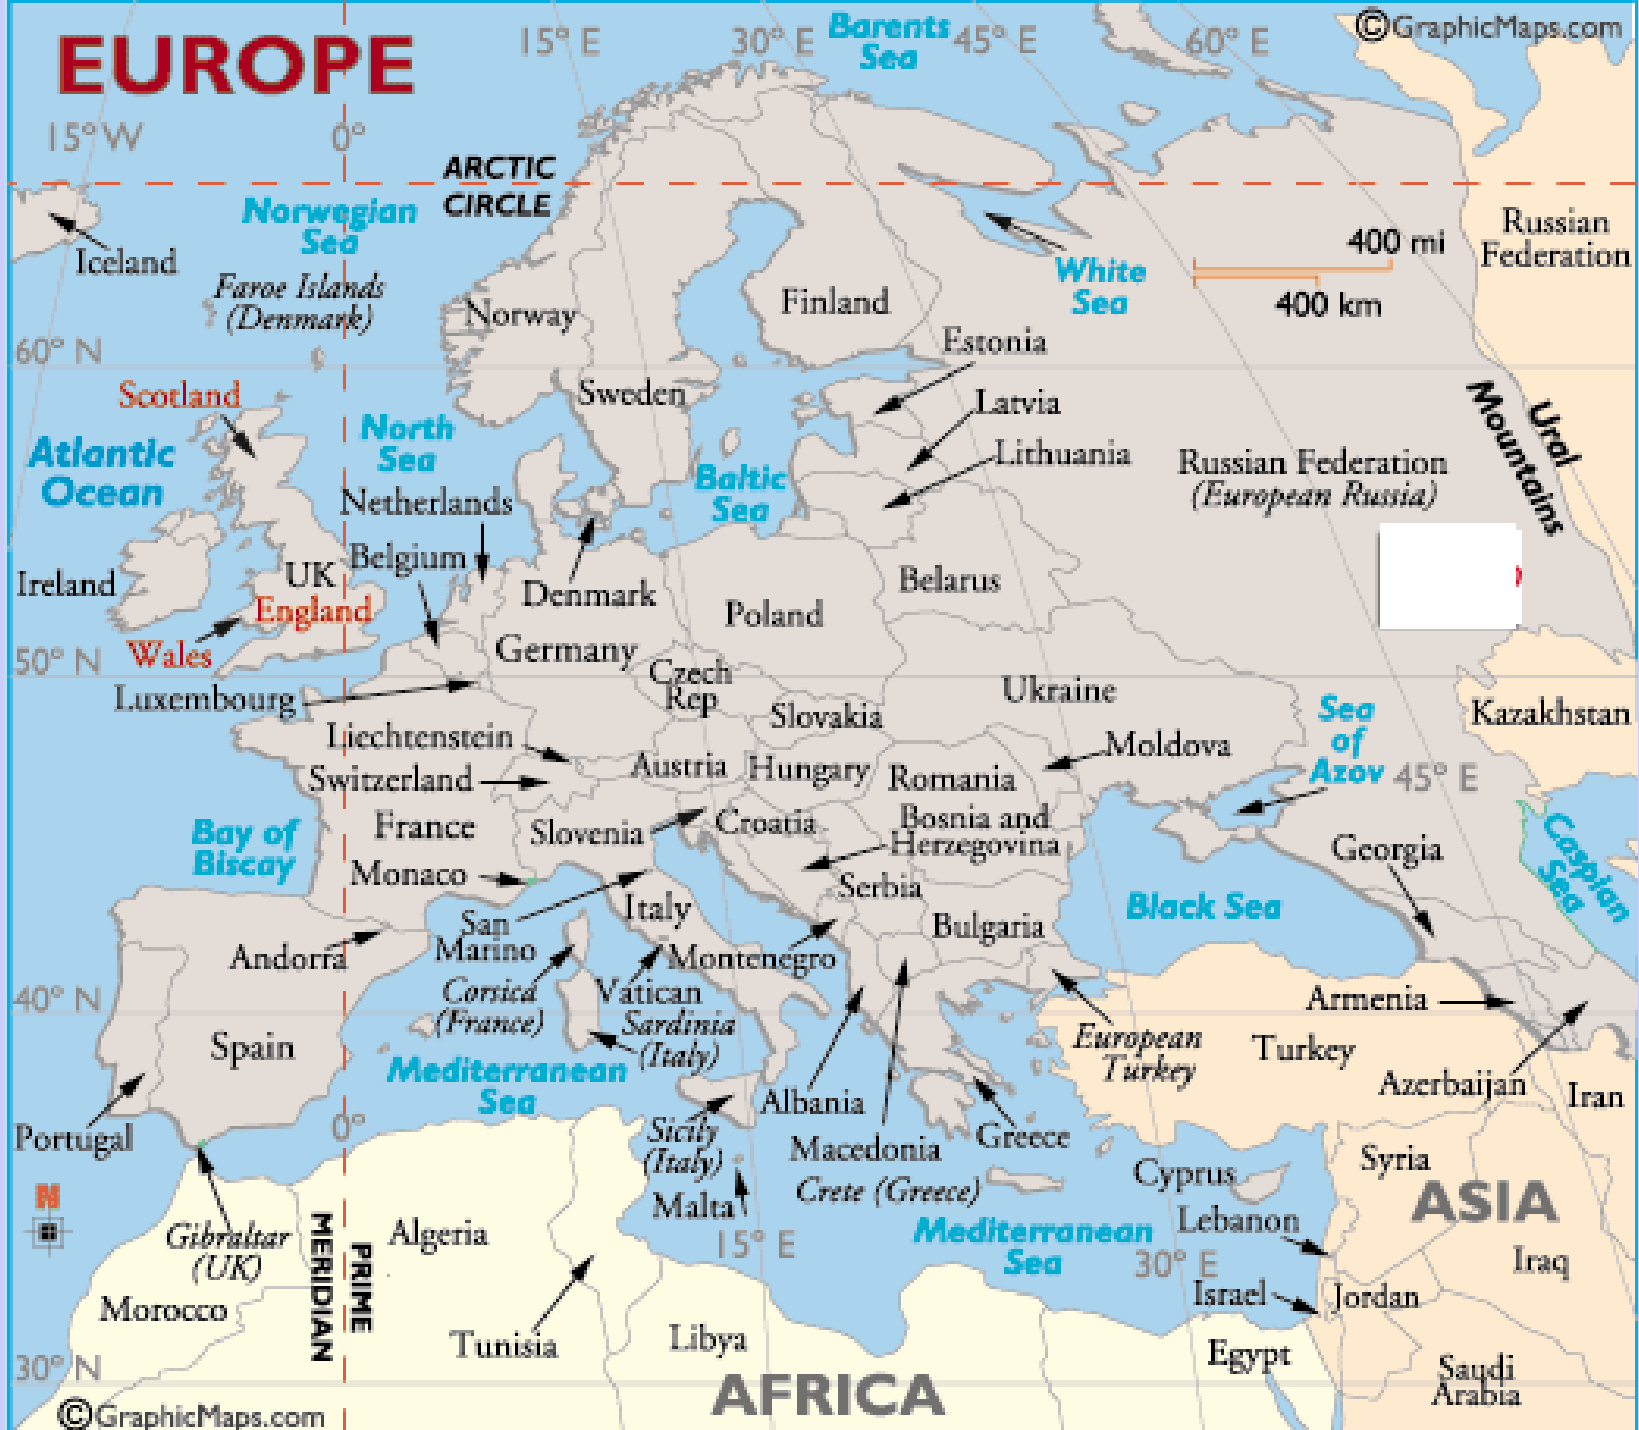 EUROPE
15° E
30° E
Barents
Sea
45° E
60° E
©GraphicMaps.com
15° W
0°
ARCTIC
CIRCLE
Norwegian
Sea
Iceland
Faroe Islands
(Denmark)
Norway
Finland
White
Sea
400 mi
400 km
Russian
Federation
60° N
Estonia
Scotland
Sweden
Latvia
Ural
Mountains
North
Sea
Atlantic
Ocean
Lithuania
Russian Federation
(European Russia)
Baltic
Sea
Netherlands
Belgium
Ireland
UK
England
Denmark
Belarus
Poland
Wales
Germany
50° N
Czech
Rep
Luxembourg
Ukraine
Slovakia
Sea
of
Azov
Kazakhstan
Liechtenstein
Moldova
Switzerland
Austria
Hungary
Romania
45° E
France
Slovenia
Croatia
Bosnia and
Herzegovina
Bay of
Biscay
Georgia
Caspian
Sea
Monaco
Serbia
Italy
Black Sea
San
Marino
Bulgaria
Andorra
Montenegro
Corsica
(France)
Vatican
40° N
Armenia
Sardinia
(Italy)
European
Turkey
Spain
Turkey
Mediterranean
Sea
Azerbaijan
Iran
Albania
Portugal
0°
Sicily
(Italy)
Macedonia
Greece
Syria
Cyprus
Crete (Greece)
Malta
N
ASIA
Gibraltar
(UK)
Algeria
15° E
Mediterranean
Sea
Lebanon
30° E
Iraq
PRIME
MERIDIAN
Morocco
Israel
Jordan
Tunisia
Libya
Egypt
30° N
Saudi
Arabia
AFRICA
©GraphicMaps.com